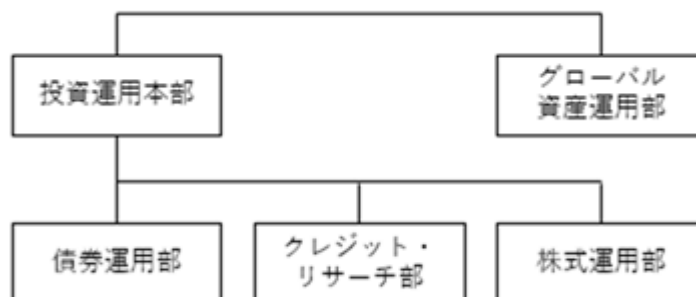 投資運用本部
グローバル
資産運用部
債券運用部
クレジット・
リサーチ部
株式運用部